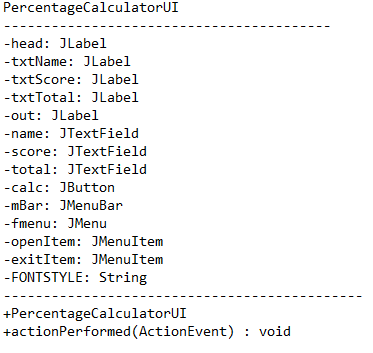 PercentageCalculatorUI
-----------------------------------------
-head: JLabel
-txtName: JLabel
-txtScore: JLabel
-txtTotal: JLabel
-out: JLabel
-name: JTextField
-score: JTextField
-total: JTextField
-calc: JButton
-mBar: JMenuBar
-fmenu: JMenu
-openItem: JMenuItem
-exitItem: JMenuItem
-FONTSTYLE: String
---------------------------------------------
+PercentageCalculatorUI
+actionPerformed(ActionEvent) : void